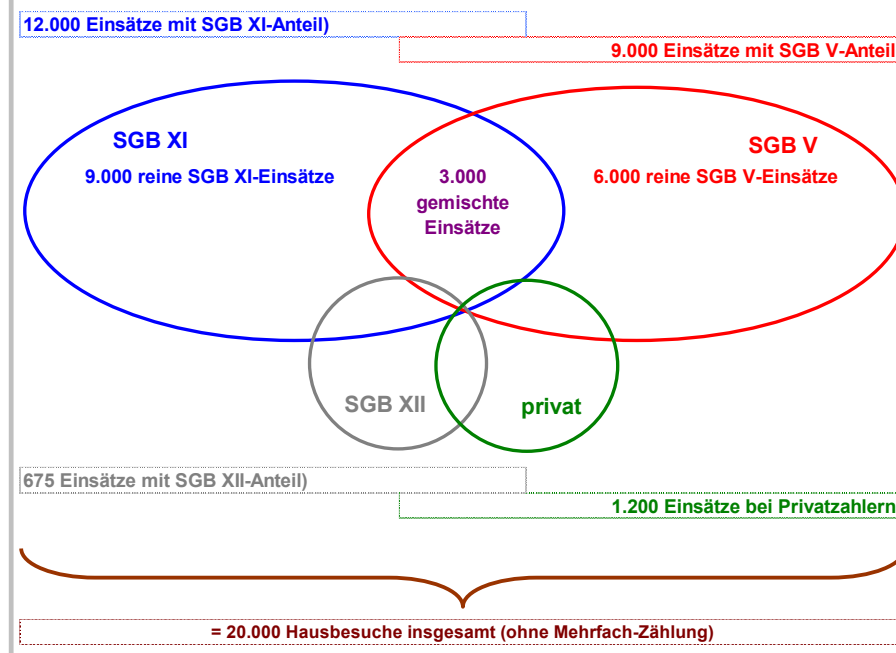 12.000 Einsätze mit SGB XI-Anteil)
9.000 Einsätze mit SGB V-Anteil
SGB XI
9.000 reine SGB XI-Einsätze
3.000
gemischte
Einsätze
SGB V
6.000 reine SGB V-Einsätze
SGB XII
privat
675 Einsätze mit SGB XII-Anteil)
1.200 Einsätze bei Privatzahlern
= 20.000 Hausbesuche insgesamt (ohne Mehrfach-Zählung)